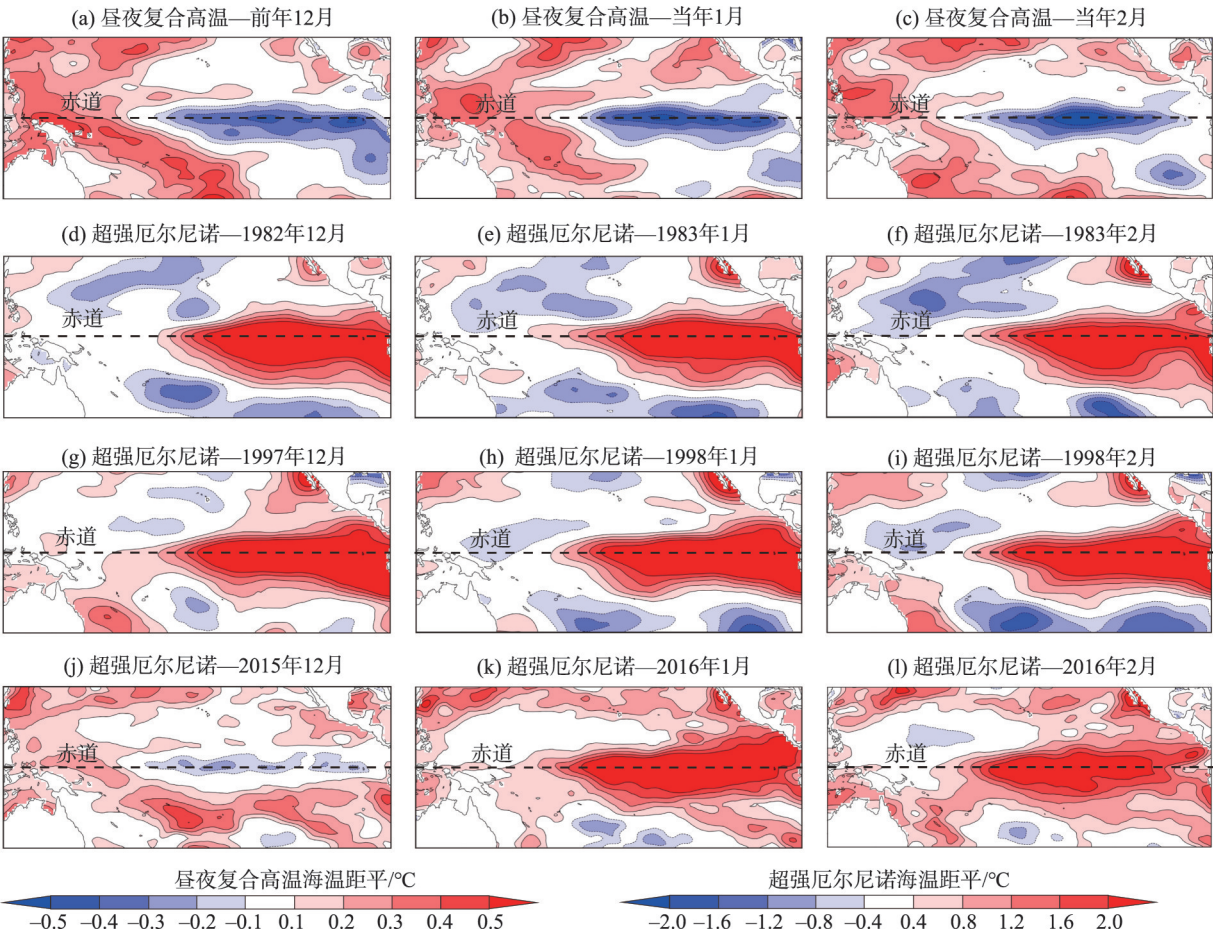 (a) 昼夜复合高温—前年12月
(b) 昼夜复合高温—当年1月
(c) 昼夜复合高温—当年2月
赤道
赤道
赤道
(d) 超强厄尔尼诺—1982年12月
(e) 超强厄尔尼诺—1983年1月
(f) 超强厄尔尼诺—1983年2月
赤道
赤道
赤道
(g) 超强厄尔尼诺—1997年12月
(h) 超强厄尔尼诺—1998年1月
(i) 超强厄尔尼诺—1998年2月
赤道
赤道
赤道
(j) 超强厄尔尼诺—2015年12月
(k) 超强厄尔尼诺—2016年1月
(l) 超强厄尔尼诺—2016年2月
赤道
赤道
赤道
昼夜复合高温海温距平/℃
−0.5 −0.4 −0.3 −0.2 −0.1 0.1 0.2 0.3 0.4 0.5
超强厄尔尼诺海温距平/℃
−2.0 −1.6 −1.2 −0.8 −0.4 0.4 0.8 1.2 1.6 2.0